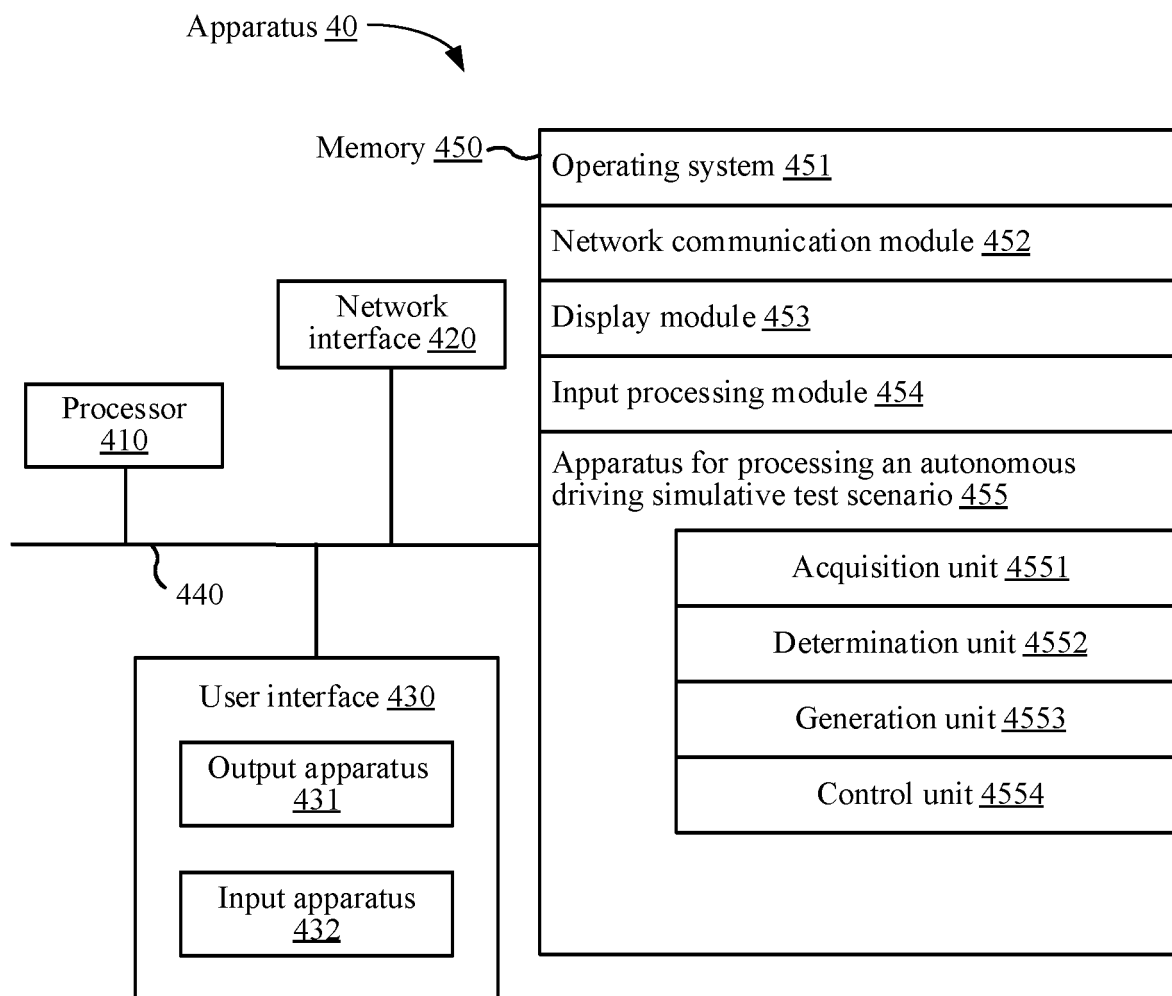 Apparatus 40
Memory 450
Operating system 451
Network communication module 452
Display module 453
Input processing module 454
Apparatus for processing an autonomous
driving simulative test scenario 455
Acquisition unit 4551
Determination unit 4552
Generation unit 4553
Control unit 4554
Network
interface 420
Processor
410
440
User interface 430
Output apparatus
431
Input apparatus
432